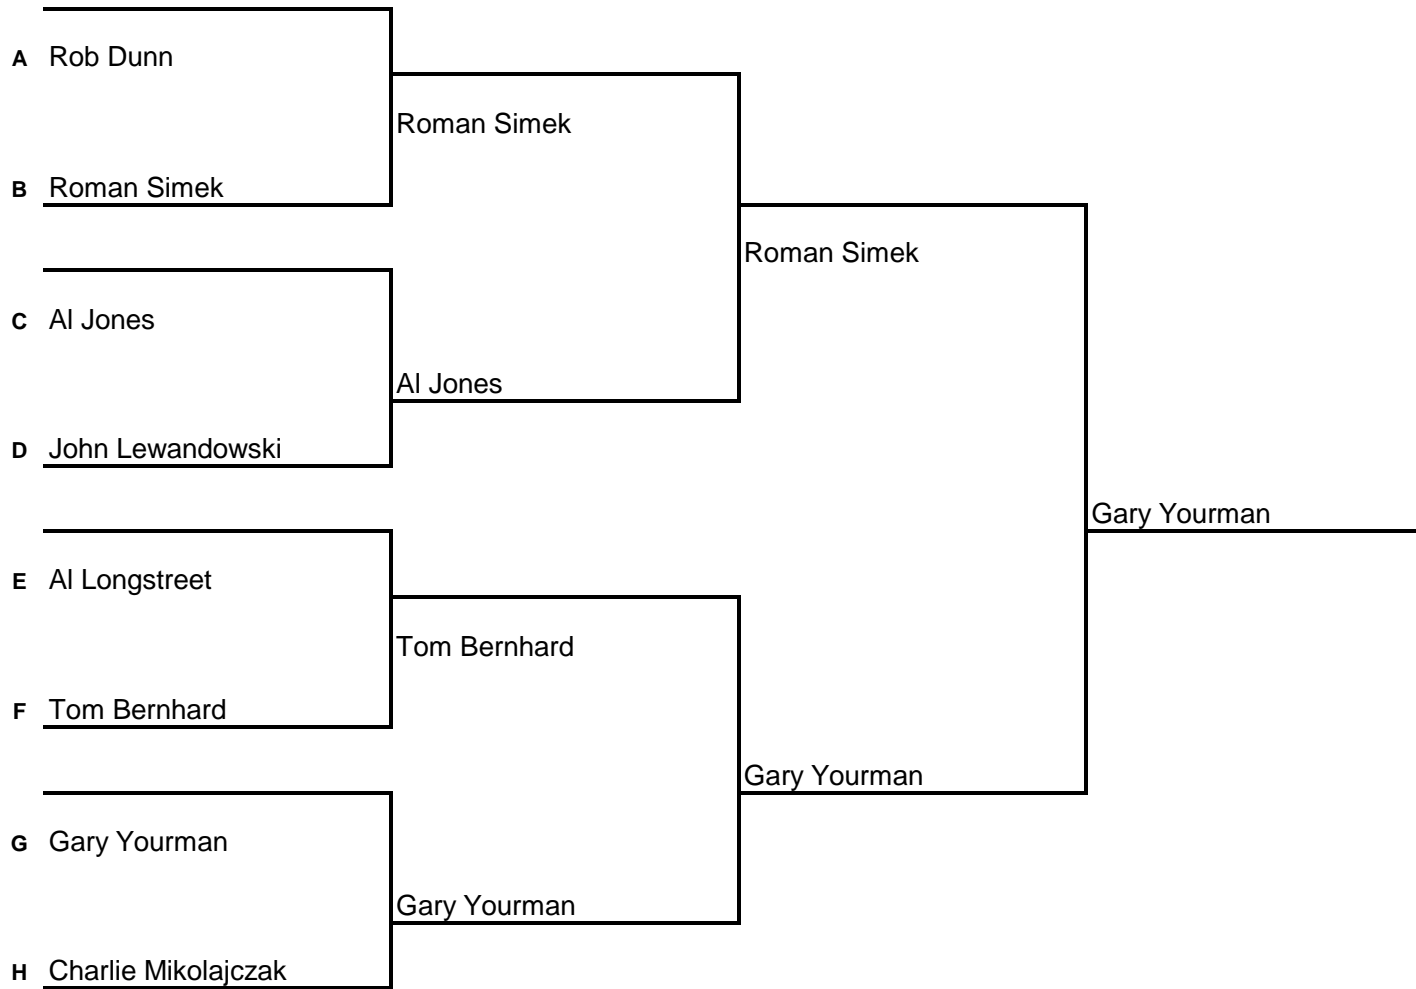 A Rob Dunn
Roman Simek
B Roman Simek
Roman Simek
C Al Jones
Al Jones
D John Lewandowski
Gary Yourman
E Al Longstreet
Tom Bernhard
F Tom Bernhard
Gary Yourman
G Gary Yourman
Gary Yourman
H Charlie Mikolajczak